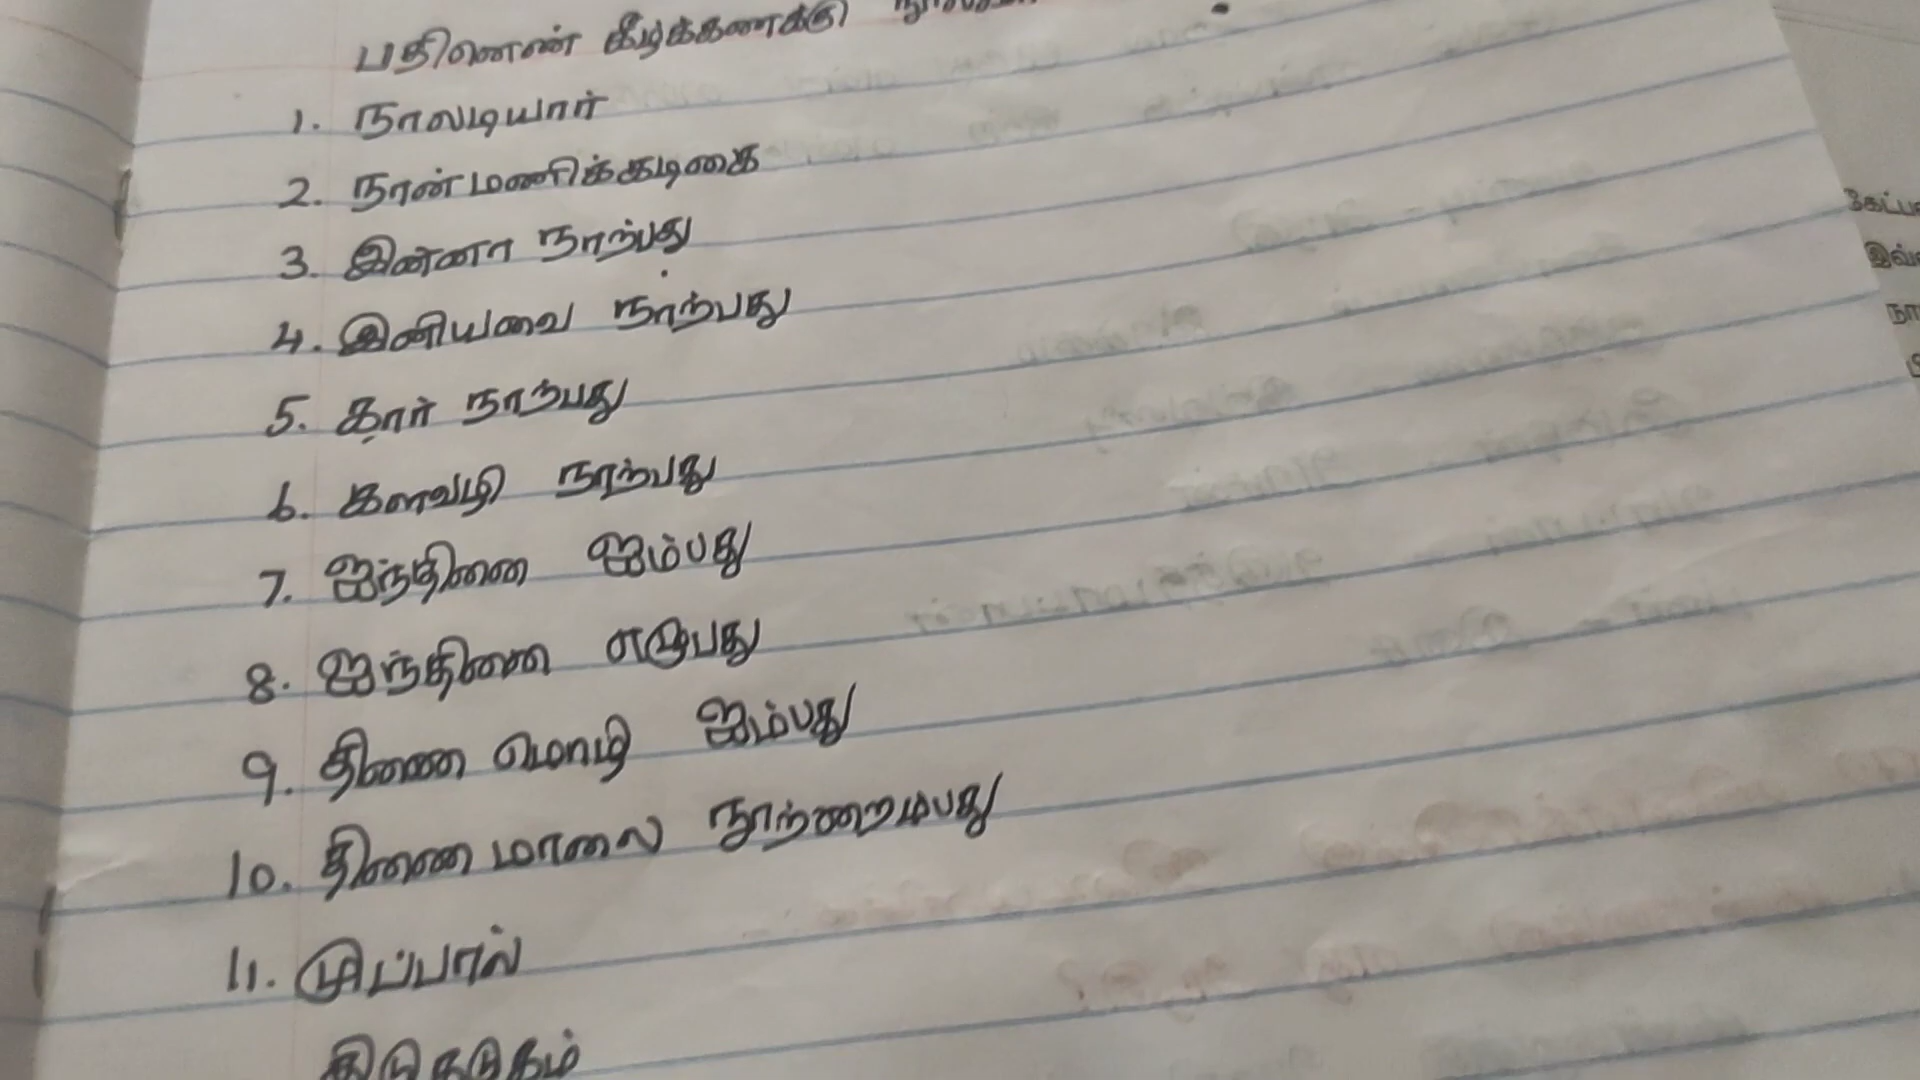 பதினெண் கீழ்க்கணக்கு
1. நாலடியார்
2. நான்மணிக்கடிகை
3. இன்னா நாற்பது
4. இனியவை நாற்பது
5. கார் நாற்பது
6. களவழி நாற்பது
7. ஐந்திணை ஐம்பது
8. ஐந்திணை எழுபது
9. திணை மொழி ஐம்பது
10. திணை மாலை நூற்றைம்பது
11. முப்பால்